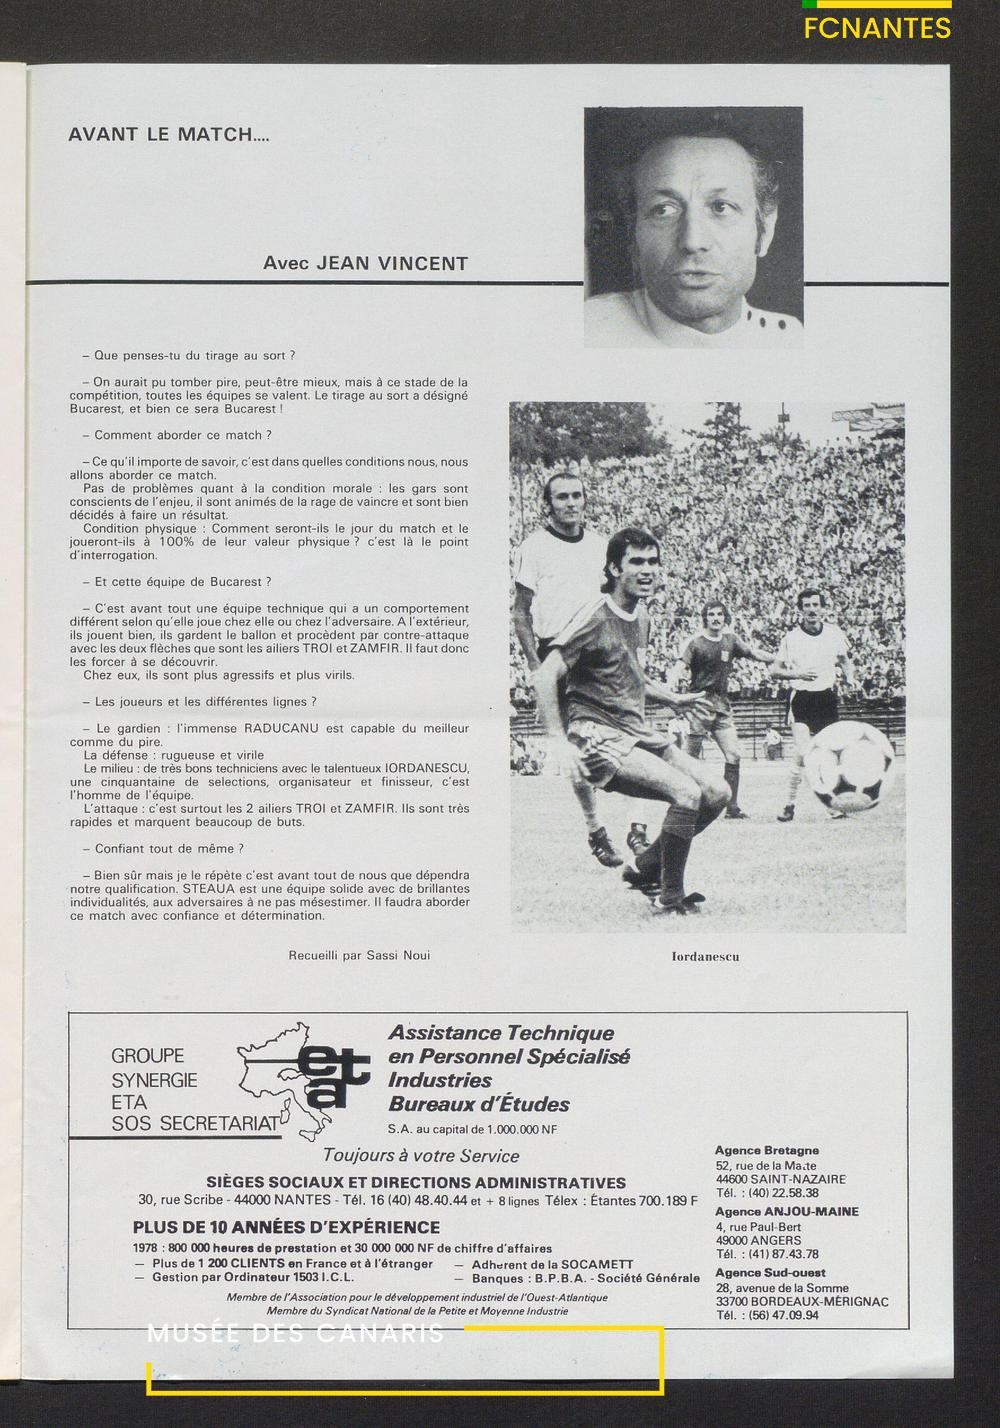 FCNANTES
AVANT LE MATCH....
Avec JEAN VINCENT
– Que penses-tu du tirage au sort ?
– On aurait pu tomber pire, peut-être mieux, mais à ce stade de la
compétition, toutes les équipes se valent. Le tirage au sort a désigné
Bucarest, et bien ce sera Bucarest !
– Comment aborder ce match ?
– Ce qu'il importe de savoir, c'est dans quelles conditions nous, nous
allons aborder ce match.
Pas de problèmes quant à la condition morale : les gars sont
conscients de l'enjeu, il sont animés de la rage de vaincre et sont bien
décidés à faire un résultat.
Condition physique : Comment seront-ils le jour du match et le
joueront-ils à 100% de leur valeur physique ? c'est là le point
d'interrogation.
– Et cette équipe de Bucarest ?
– C'est avant tout une équipe technique qui a un comportement
différent selon qu'elle joue chez elle ou chez l'adversaire. A l'extérieur,
ils jouent bien, ils gardent le ballon et procèdent par contre-attaque
avec les deux flèches que sont les ailiers TROI et ZAMFIR. Il faut donc
les forcer à se découvrir.
Chez eux, ils sont plus agressifs et plus virils.
– Les joueurs et les différentes lignes ?
– Le gardien : l'immense RADUCANU est capable du meilleur
comme du pire.
La défense : rugueuse et virile
Le milieu : de très bons techniciens avec le talentueux IORDANESCU,
une cinquantaine de selections, organisateur et finisseur, c'est
l'homme de l'équipe.
L'attaque : c'est surtout les 2 ailiers TROI et ZAMFIR. Ils sont très
rapides et marquent beaucoup de buts.
– Confiant tout de même ?
– Bien sûr mais je le répète c'est avant tout de nous que dépendra
notre qualification. STEAUA est une équipe solide avec de brillantes
individualités, aux adversaires à ne pas mésestimer. Il faudra aborder
ce match avec confiance et détermination.
Recueilli par Sassi Noui
Iordanescu
GROUPE
SYNERGIE
ETA
SOS SECRETARIAT
eta
Assistance Technique
en Personnel Spécialisé
Industries
Bureaux d'Études
S.A. au capital de 1.000.000 NF
Toujours à votre Service
SIÈGES SOCIAUX ET DIRECTIONS ADMINISTRATIVES
30, rue Scribe - 44000 NANTES - Tél. 16 (40) 48.40.44 et + 8 lignes Télex : Étantes 700.189 F
PLUS DE 10 ANNÉES D'EXPÉRIENCE
1978 : 800 000 heures de prestation et 30 000 000 NF de chiffre d'affaires
— Plus de 1 200 CLIENTS en France et à l'étranger
— Gestion par Ordinateur 1503 I.C.L.
— Adhérent de la SOCAMETT
— Banques : B.P.B.A. - Société Générale
Membre de l'Association pour le développement industriel de l'Ouest-Atlantique
Membre du Syndicat National de la Petite et Moyenne Industrie
Agence Bretagne
52, rue de la
44600 SAINT-NAZAIRE
Tél. : (40) 22.58.38
Agence ANJOU-MAINE
4, rue Paul-Bert
49000 ANGERS
Tél. : (41) 87.43.78
Agence Sud-ouest
28, avenue de la Somme
33700 BORDEAUX-MÉRIGNAC
Tél. : (56) 47.09.94
MUSÉE DES CANARIS